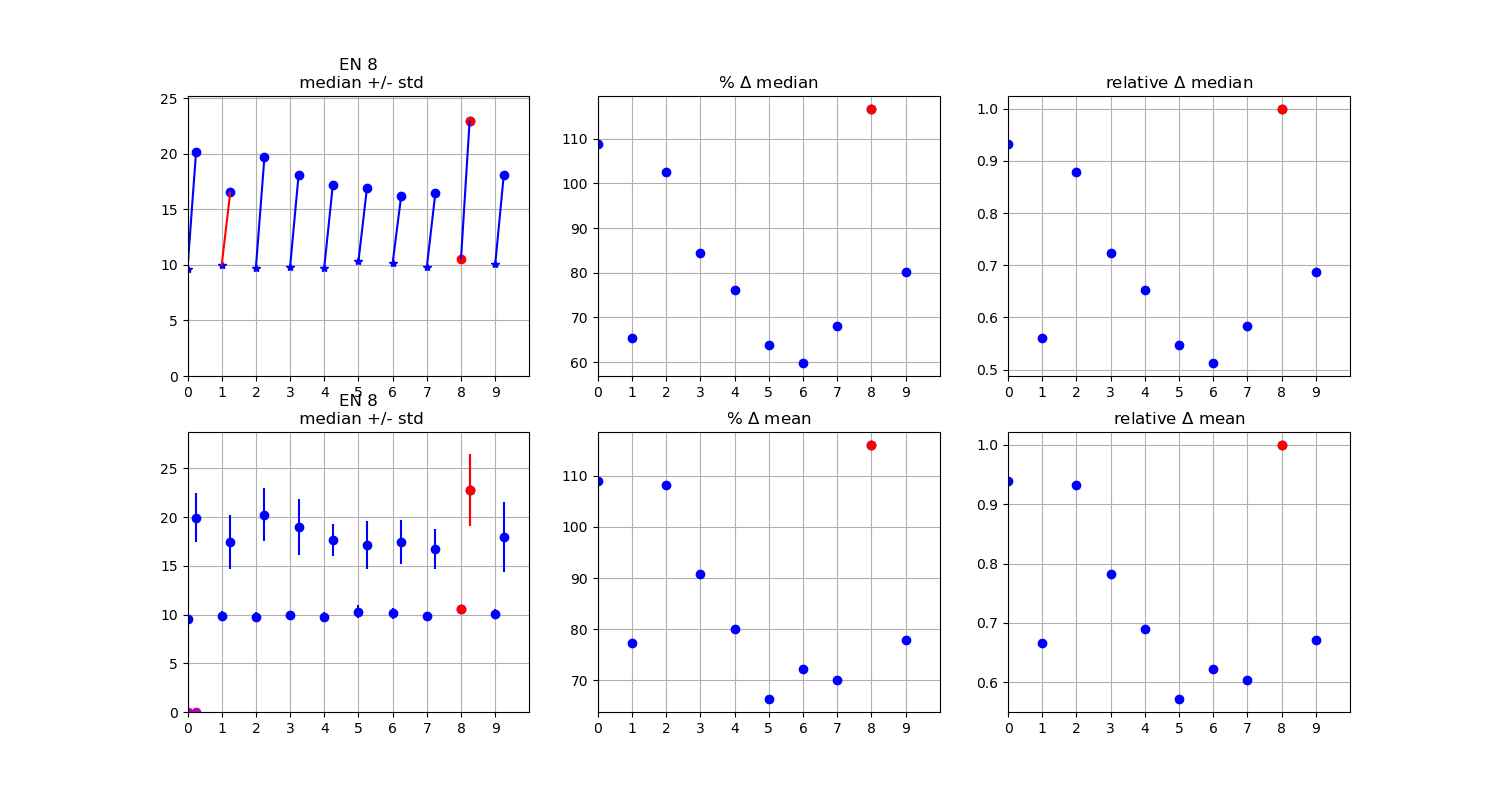 EN 8
median +/- std
% Δ median
relative Δ median
25
20
15
10
5
0
0 1 2 3 4 5 6 7 8 9
110
100
90
80
70
60
0 1 2 3 4 5 6 7 8 9
1.0
0.9
0.8
0.7
0.6
0.5
0 1 2 3 4 5 6 7 8 9
EN 8
median +/- std
% Δ mean
relative Δ mean
25
20
15
10
5
0
0 1 2 3 4 5 6 7 8 9
110
100
90
80
70
0 1 2 3 4 5 6 7 8 9
1.0
0.9
0.8
0.7
0.6
0 1 2 3 4 5 6 7 8 9